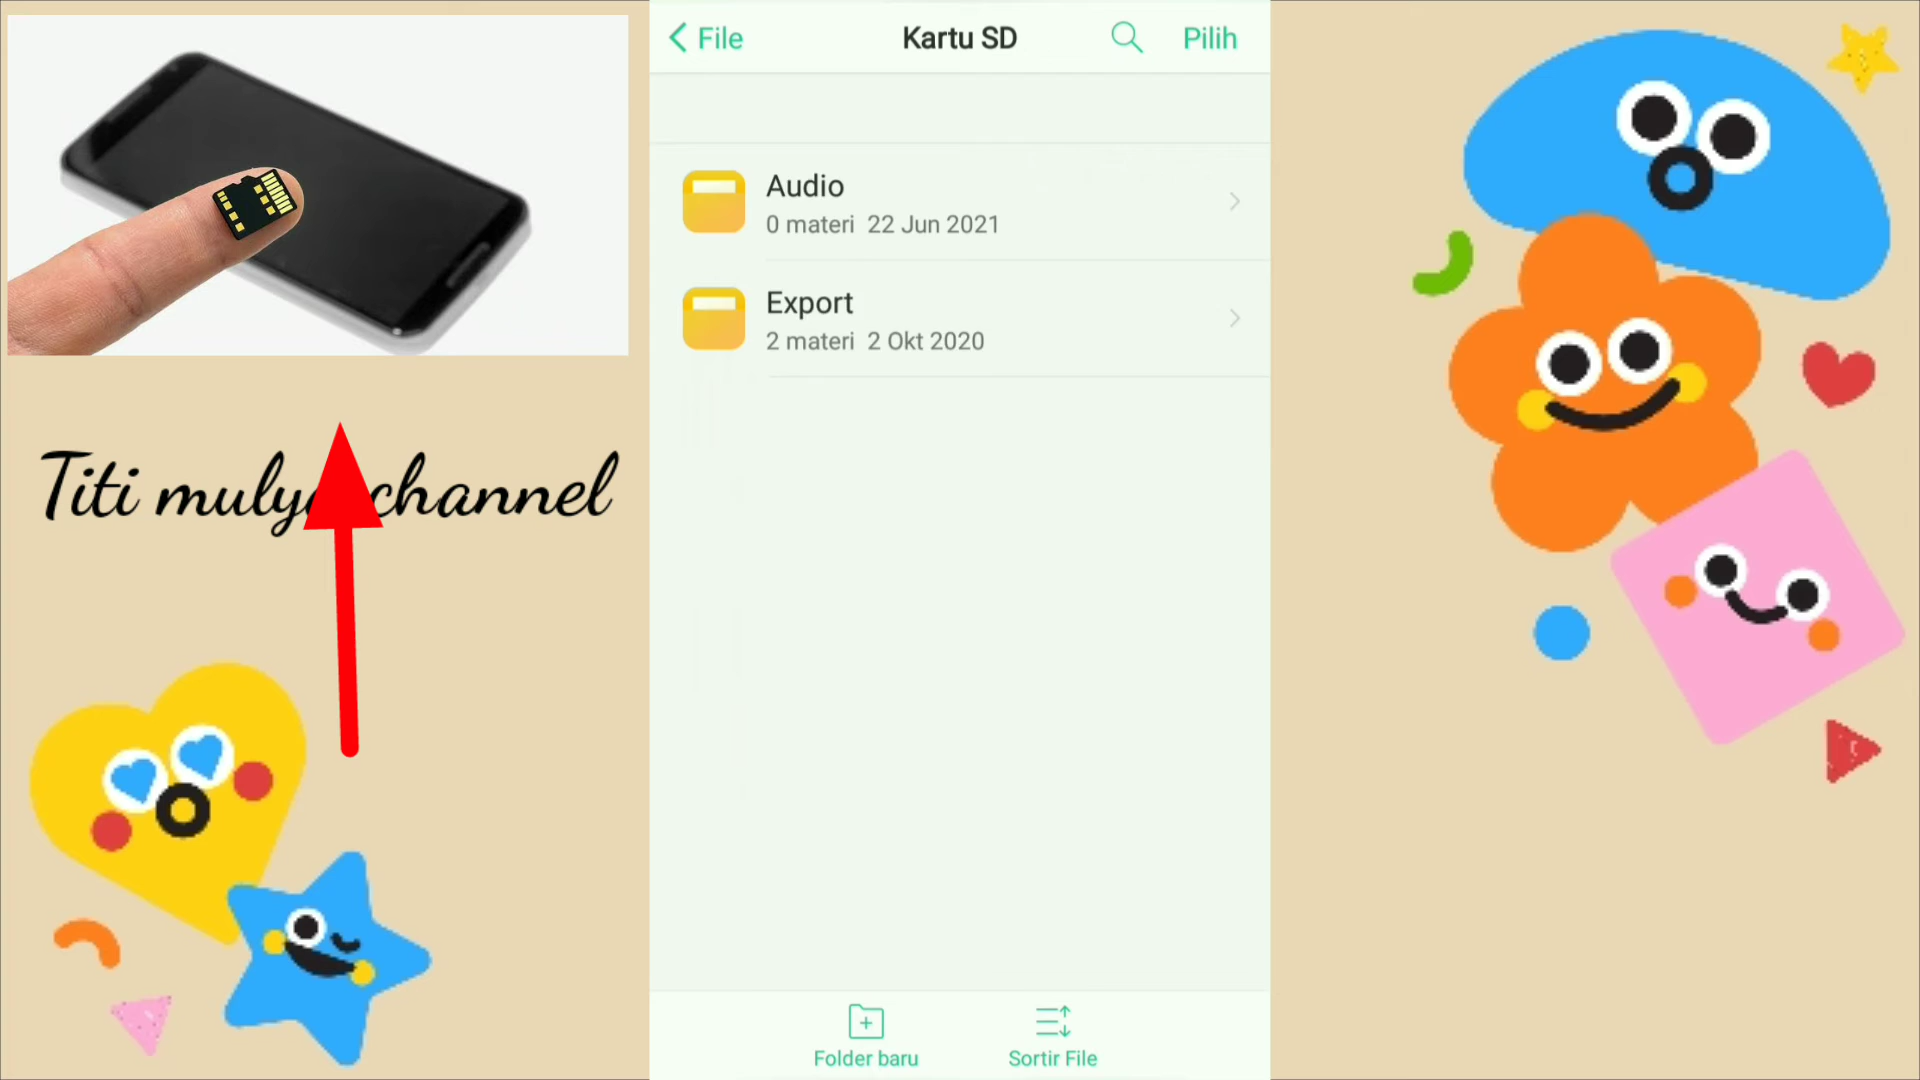 File
Kartu SD
Pilih
Audio
0 materi 22 Jun 2021
Export
2 materi 2 Okt 2020
Titi channel
Folder baru
Sortir File